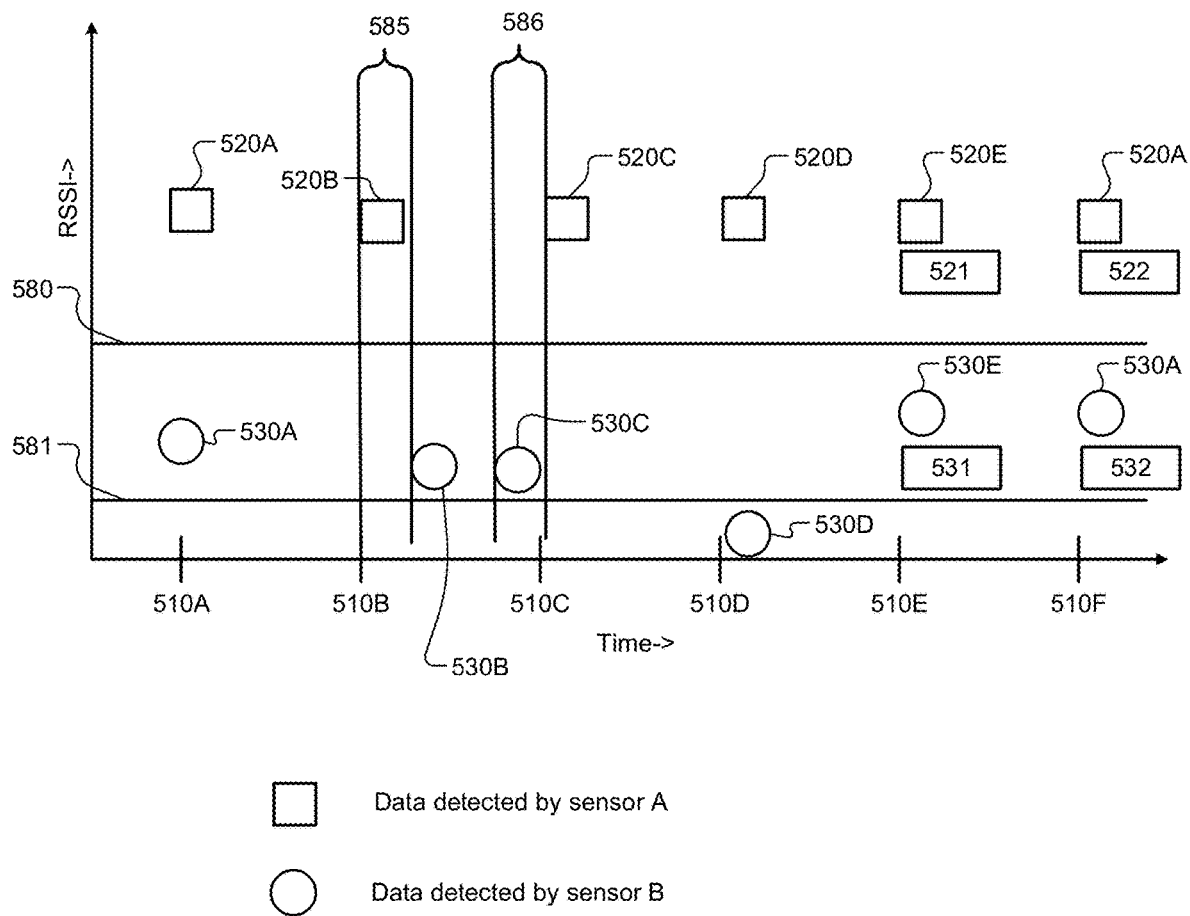 585
586
RSSI->
520A
520B
520C
520D
520E
520A
521
522
580
530E
530A
530A
530C
581
531
532
530D
510A
510B
510C
510D
510E
510F
Time->
530B
Data detected by sensor A
Data detected by sensor B